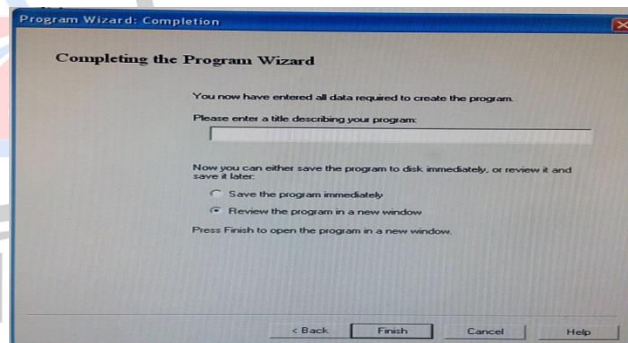 Program Wizard: Completion
Completing the Program Wizard
You now have entered all data required to create the program.
Please enter a title describing your program:
Now you can either save the program to disk immediately, or review it and
save it later:
Save the program immediately
Review the program in a new window
Press Finish to open the program in a new window.
< Back
Finish
Cancel
Help